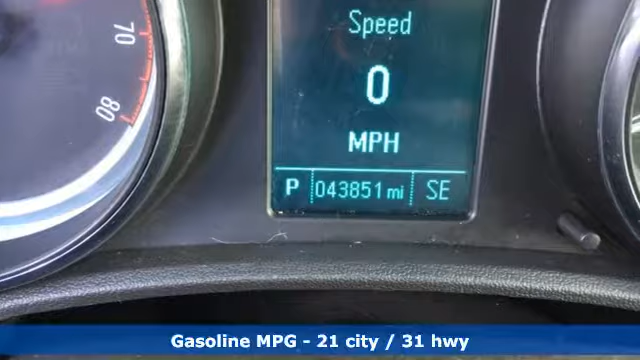 Speed
0
MPH
70
80
P 043851 mi SE
Gasoline MPG - 21 city / 31 hwy